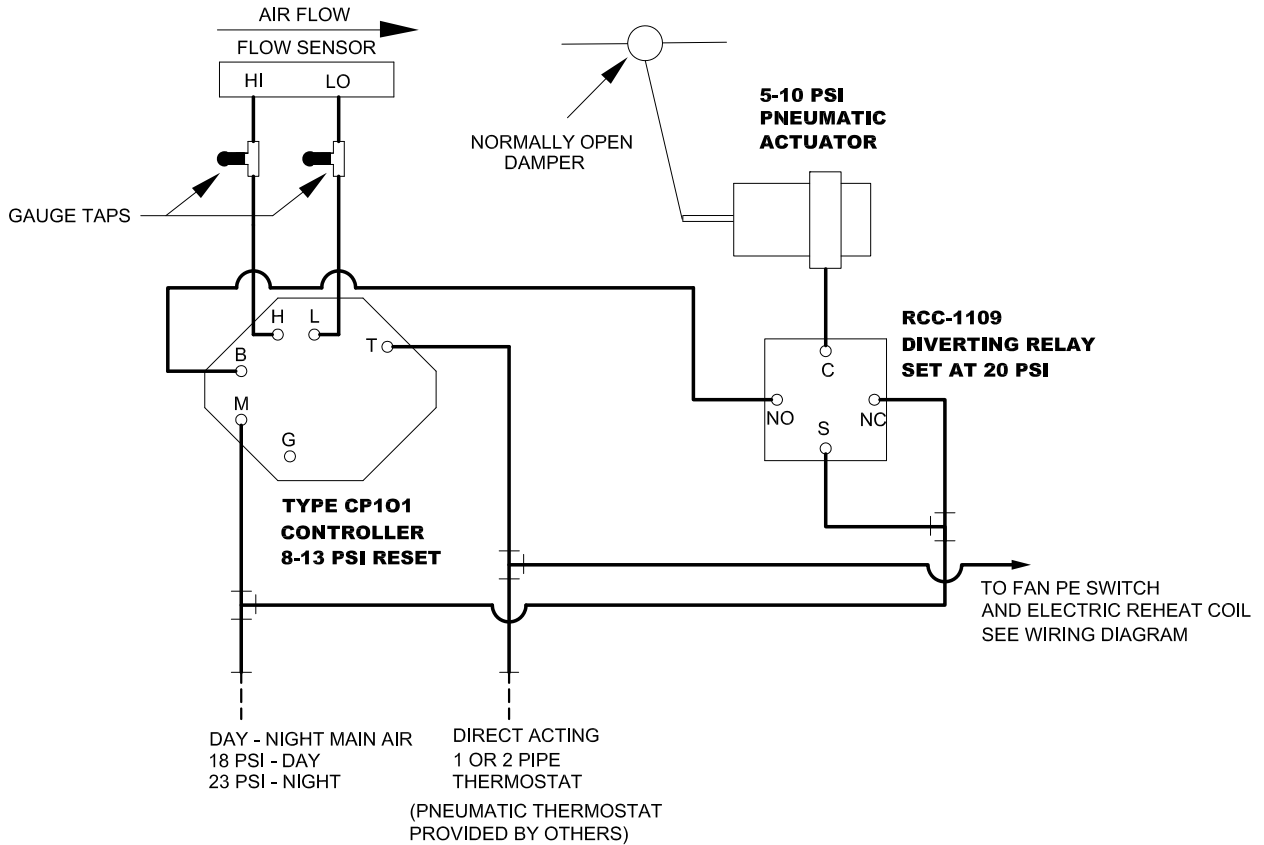 AIR FLOW
FLOW SENSOR
HI
LO
NORMALLY OPEN
DAMPER
5-10 PSI
PNEUMATIC
ACTUATOR
GAUGE TAPS
H
L
T
B
M
G
TYPE CP1O1
CONTROLLER
8-13 PSI RESET
RCC-1109
DIVERTING RELAY
SET AT 20 PSI
C
NO
NC
S
TO FAN PE SWITCH
AND ELECTRIC REHEAT COIL
SEE WIRING DIAGRAM
DAY - NIGHT MAIN AIR
18 PSI - DAY
23 PSI - NIGHT
DIRECT ACTING
1 OR 2 PIPE
THERMOSTAT
(PNEUMATIC THERMOSTAT
PROVIDED BY OTHERS)